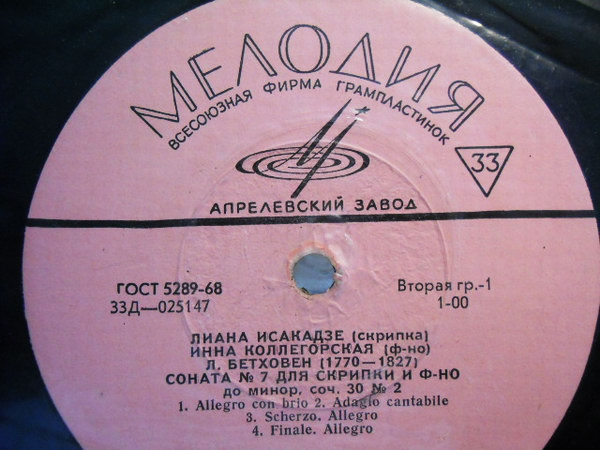 МЕЛОДИЯ
ВСЕСОЮЗНАЯ ФИРМА ГРАМПЛАСТИНОК
33
АПРЕЛЕВСКИЙ ЗАВОД
ГОСТ 5289-68
Вторая гр.-1
33Д—025147
1-00
ЛИАНА ИСАКАДЗЕ (скрипка)
ИННА КОЛЛЕГОРСКАЯ (ф-но)
Л. БЕТХОВЕН (1770—1827)
СОНАТА № 7 ДЛЯ СКРИПКИ И Ф-НО
до минор, соч. 30 № 2
1. Allegro con brio 2. Adagio cantabile
3. Scherzo. Allegro
4. Finale. Allegro